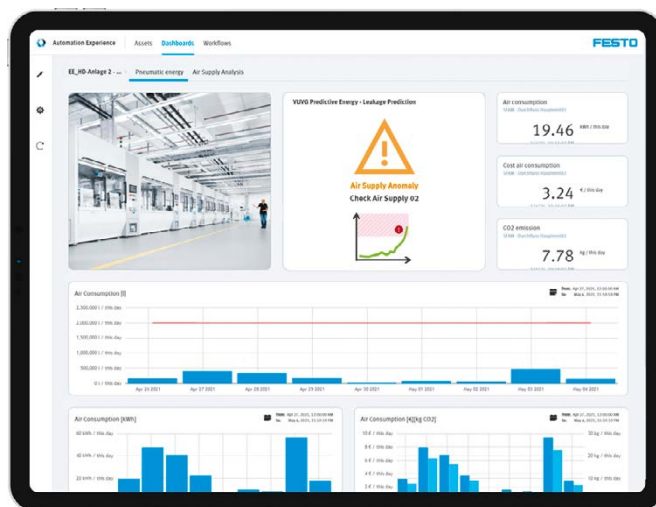 Automation Experience
Assets
Dashboards
Workflows
FESTO
EE_HD-Anlage 2 - ...
Pneumatic energy
Air Supply Analysis
VUVG Predictive Energy - Leakage Prediction
Air Supply Anomaly
Check Air Supply 02
Air consumption
19.46 kWh / this day
Cost air consumption
3.24 € / this day
CO2 emission
7.78 kg / this day
Air Consumption [l]
2,500,000 l / this day
2,000,000 l / this day
1,500,000 l / this day
1,000,000 l / this day
500,000 l / this day
0 l / this day
Apr 27 2021
Apr 28 2021
Apr 29 2021
Apr 30 2021
May 01 2021
May 02 2021
May 03 2021
May 04 2021
Air Consumption [kWh]
60 kWh / this day
40 kWh / this day
20 kWh / this day
Air Consumption [€][kg CO2]
10 € / this day
8 € / this day
6 € / this day
4 € / this day
2 € / this day
30 kg / this day
20 kg / this day
10 kg / this day